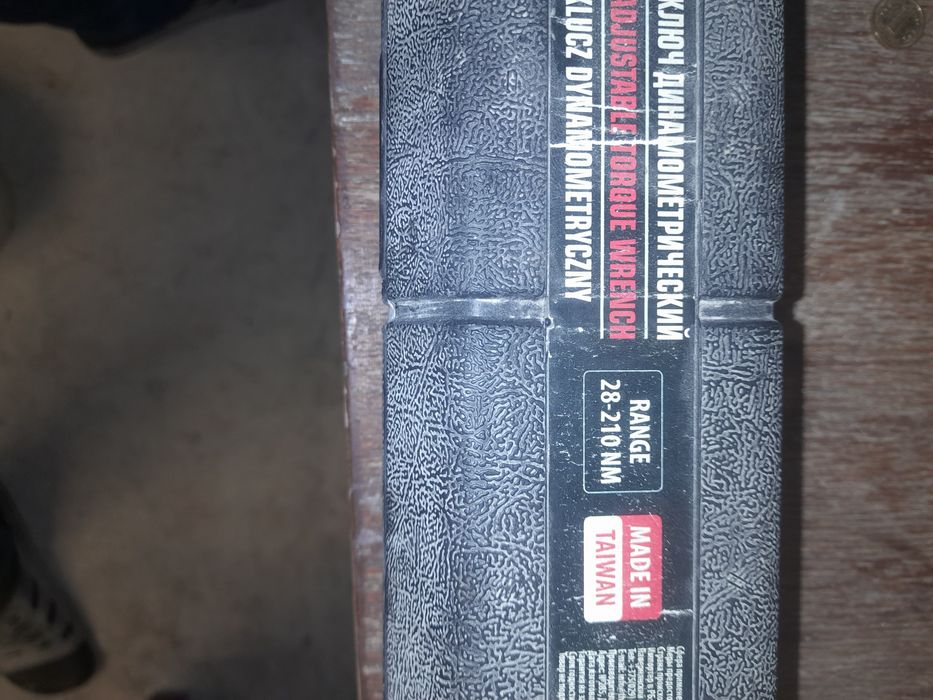 КЛЮЧ ДИНАМОМЕТРИЧЕСКИЙ
ADJUSTABLE TORQUE WRENCH
KLUCZ DYNAMOMETRYCZNY
RANGE
28-210 NM
MADE IN
TAIWAN